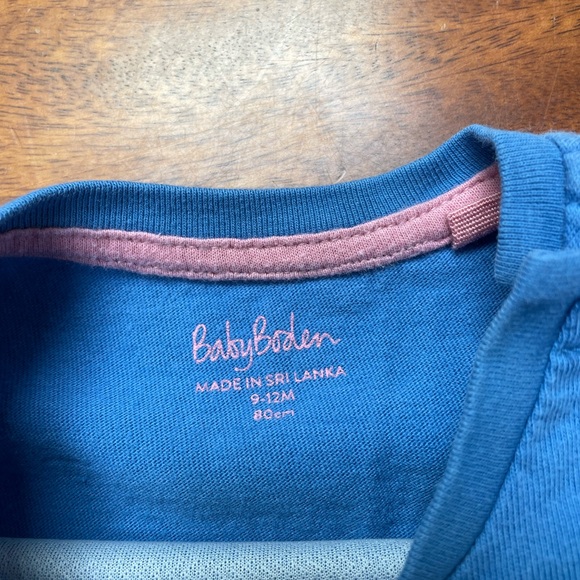 BabyBoden
MADE IN SRI LANKA
9-12M
80cm